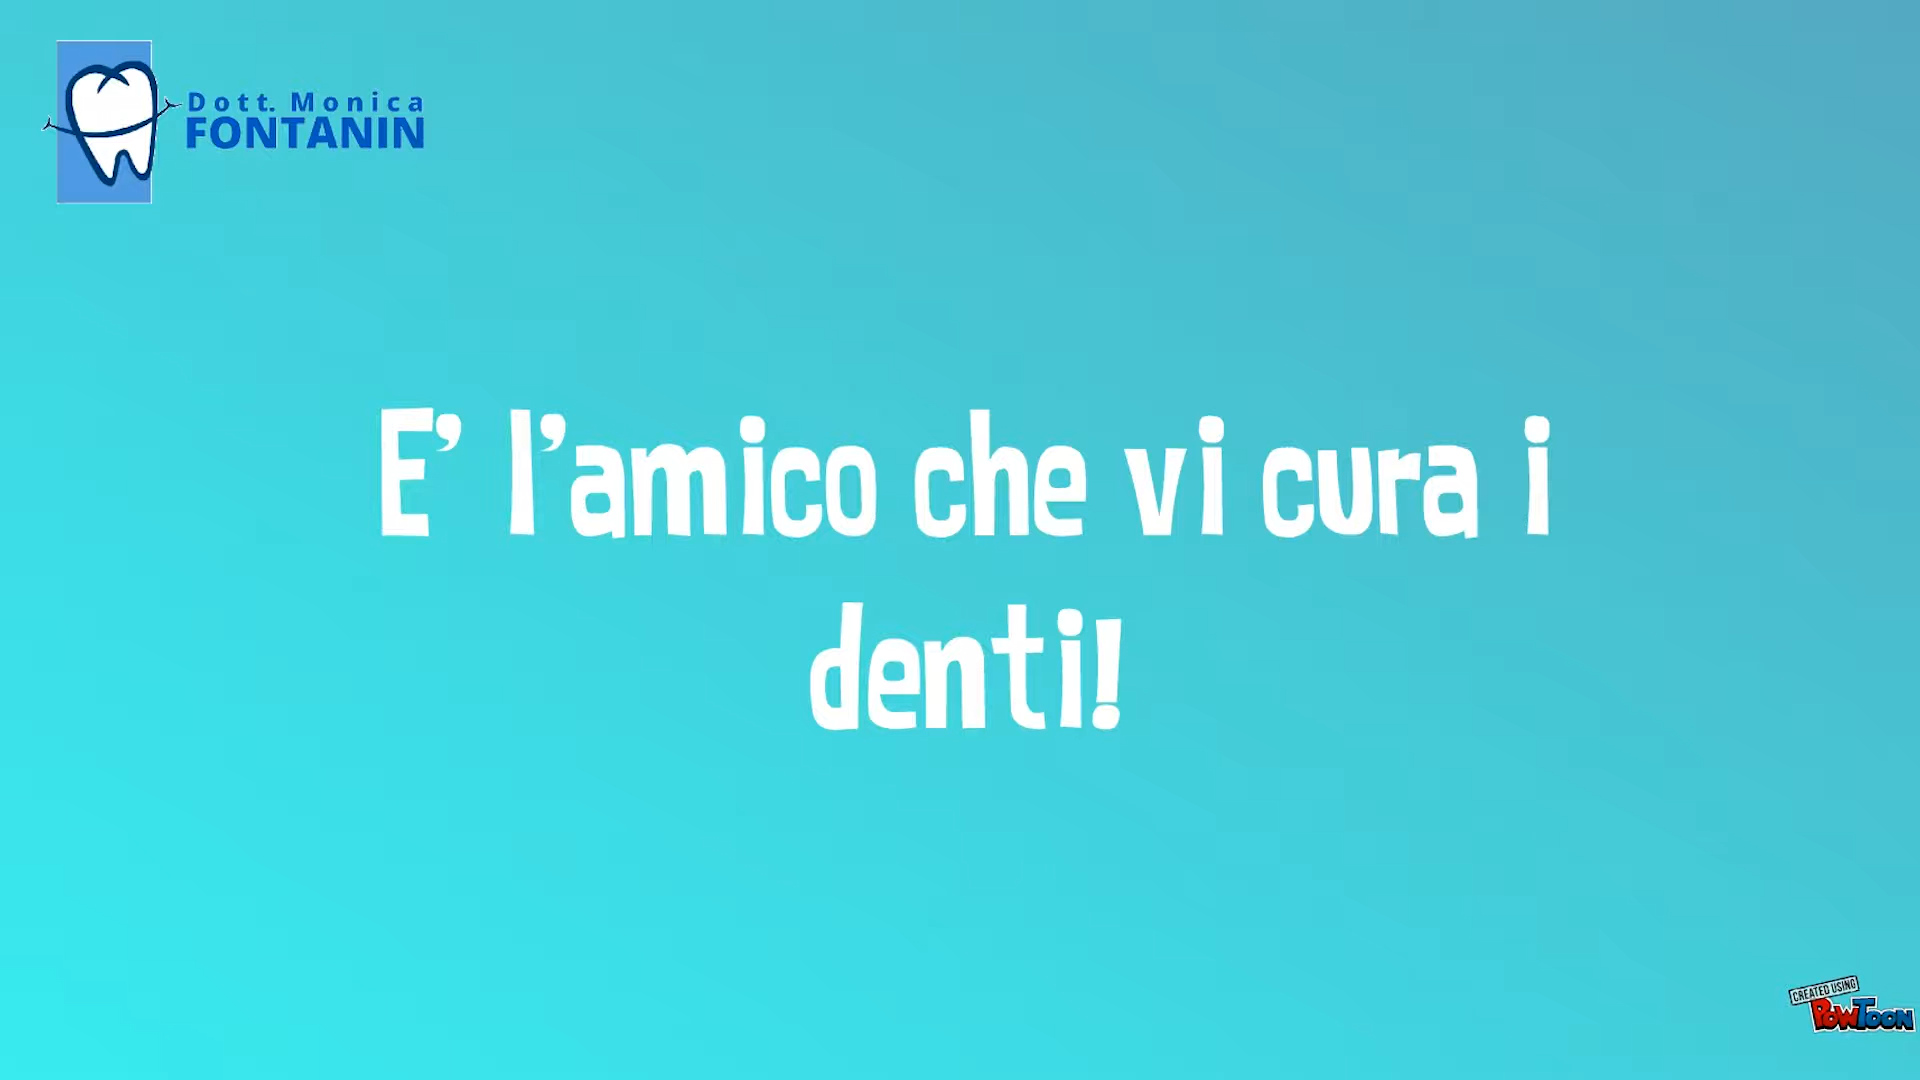 Dott. Monica
FONTANIN
E’ l’amico che vi cura i
denti!
CREATED USING
POWTOON